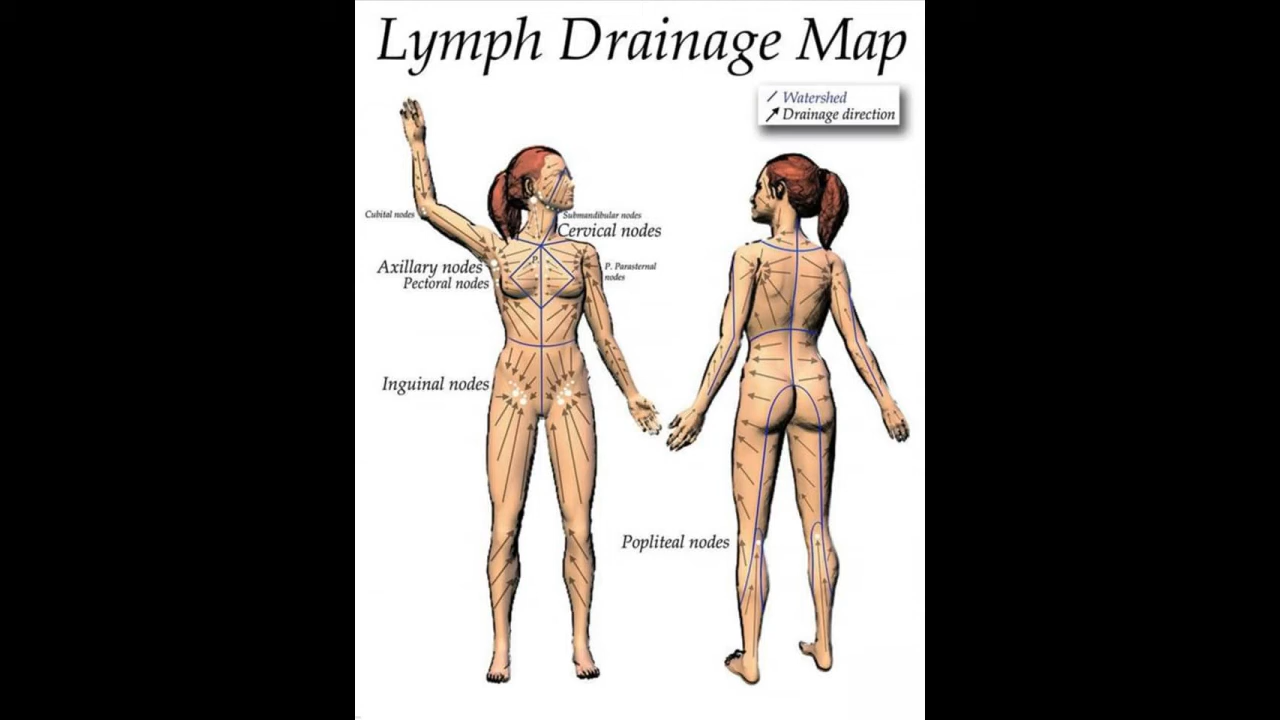 Lymph Drainage Map
Watershed
Drainage direction
Cubital nodes
Submandibular nodes
Cervical nodes
Axillary nodes
Pectoral nodes
P.
P. Parasternal
nodes
Inguinal nodes
Popliteal nodes